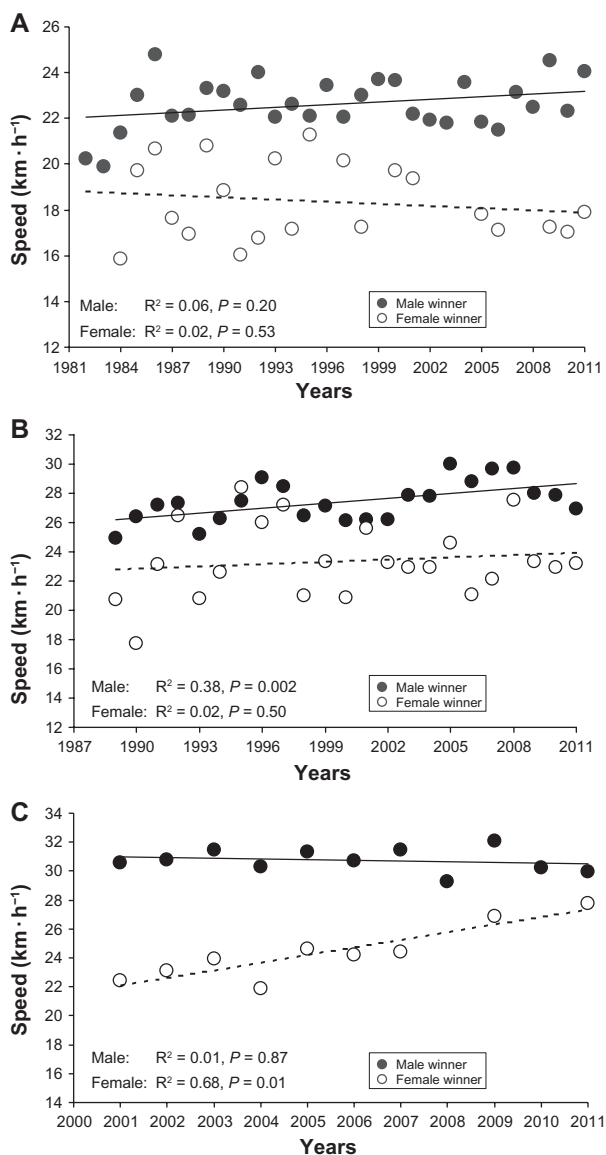 A
Speed (km · h⁻¹)
26
24
22
20
18
16
14
12
Male: R² = 0.06, P = 0.20
Female: R² = 0.02, P = 0.53
Male winner
Female winner
1981 1984 1987 1990 1993 1996 1999 2002 2005 2008 2011
Years
B
Speed (km · h⁻¹)
32
30
28
26
24
22
20
18
16
14
12
Male: R² = 0.38, P = 0.002
Female: R² = 0.02, P = 0.50
Male winner
Female winner
1987 1990 1993 1996 1999 2002 2005 2008 2011
Years
C
Speed (km · h⁻¹)
34
32
30
28
26
24
22
20
18
16
14
Male: R² = 0.01, P = 0.87
Female: R² = 0.68, P = 0.01
Male winner
Female winner
2000 2001 2002 2003 2004 2005 2006 2007 2008 2009 2010 2011
Years